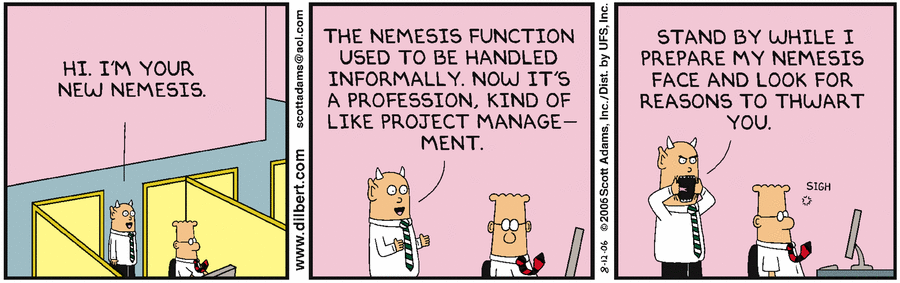 HI. I'M YOUR
NEW NEMESIS.
www.dilbert.com
scottadams@aol.com
THE NEMESIS FUNCTION
USED TO BE HANDLED
INFORMALLY. NOW IT'S
A PROFESSION, KIND OF
LIKE PROJECT MANAGE–
MENT.
8-12-06 ©2006 Scott Adams, Inc./Dist. by UFS, Inc.
STAND BY WHILE I
PREPARE MY NEMESIS
FACE AND LOOK FOR
REASONS TO THWART
YOU.
SIGH